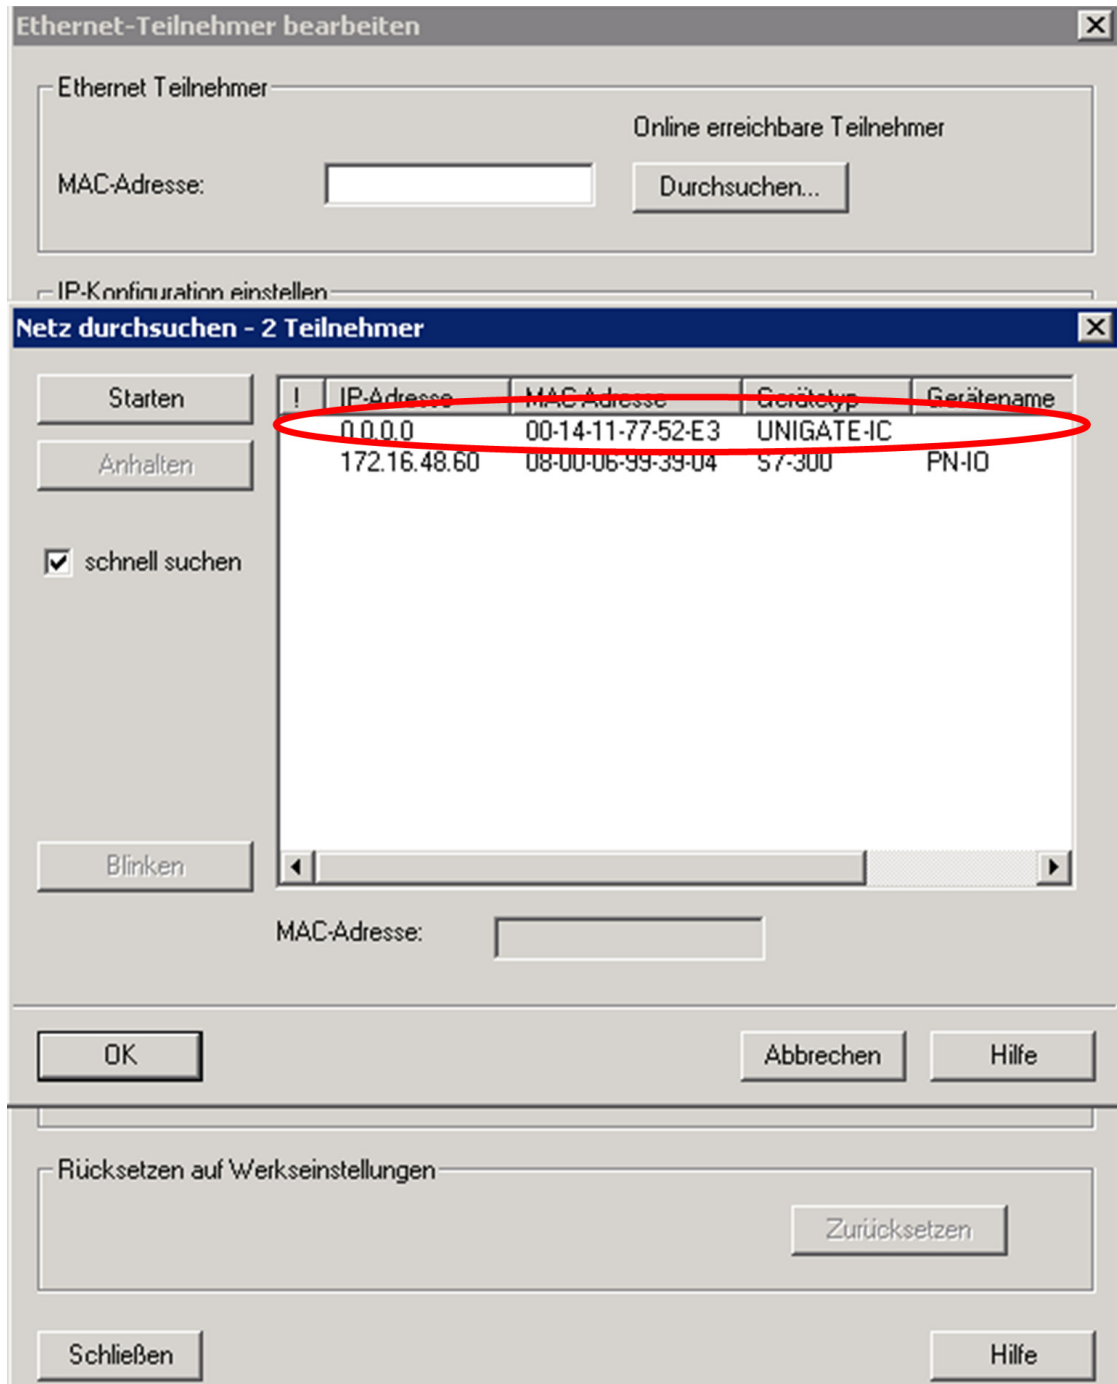 Ethernet-Teilnehmer bearbeiten
Ethernet Teilnehmer
Online erreichbare Teilnehmer
MAC-Adresse:
Durchsuchen...
IP-Konfiguration einstellen
Netz durchsuchen - 2 Teilnehmer
Starten
! IP-Adresse MAC-Adresse Gerätetyp Gerätename
0.0.0.0 00-14-11-77-52-E3 UNIGATE-IC
Anhalten
172.16.48.60 08-00-06-99-39-04 S7-300 PN-IO
schnell suchen
Blinken
MAC-Adresse:
OK Abbrechen Hilfe
Rücksetzen auf Werkseinstellungen
Zurücksetzen
Schließen Hilfe